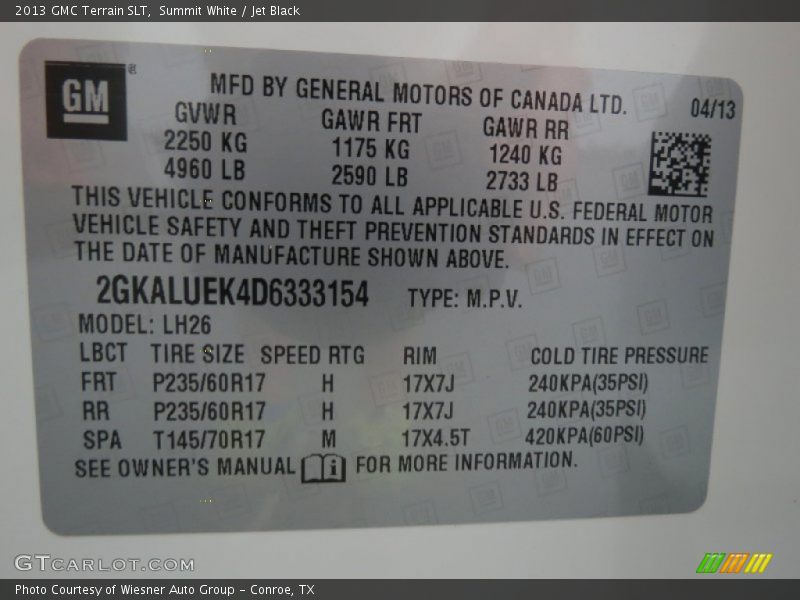 2013 GMC Terrain SLT,  Summit White / Jet Black
GM®
MFD BY GENERAL MOTORS OF CANADA LTD.
04/13
GVWR GAWR FRT GAWR RR
2250 KG 1175 KG 1240 KG
4960 LB 2590 LB 2733 LB
THIS VEHICLE CONFORMS TO ALL APPLICABLE U.S. FEDERAL MOTOR
VEHICLE SAFETY AND THEFT PREVENTION STANDARDS IN EFFECT ON
THE DATE OF MANUFACTURE SHOWN ABOVE.
2GKALUEK4D6333154 TYPE: M.P.V.
MODEL: LH26
LBCT TIRE SIZE SPEED RTG RIM COLD TIRE PRESSURE
FRT P235/60R17 H 17X7J 240KPA(35PSI)
RR P235/60R17 H 17X7J 240KPA(35PSI)
SPA T145/70R17 M 17X4.5T 420KPA(60PSI)
SEE OWNER'S MANUAL i FOR MORE INFORMATION.
GTCARLOT.COM
Photo Courtesy of Wiesner Auto Group - Conroe, TX